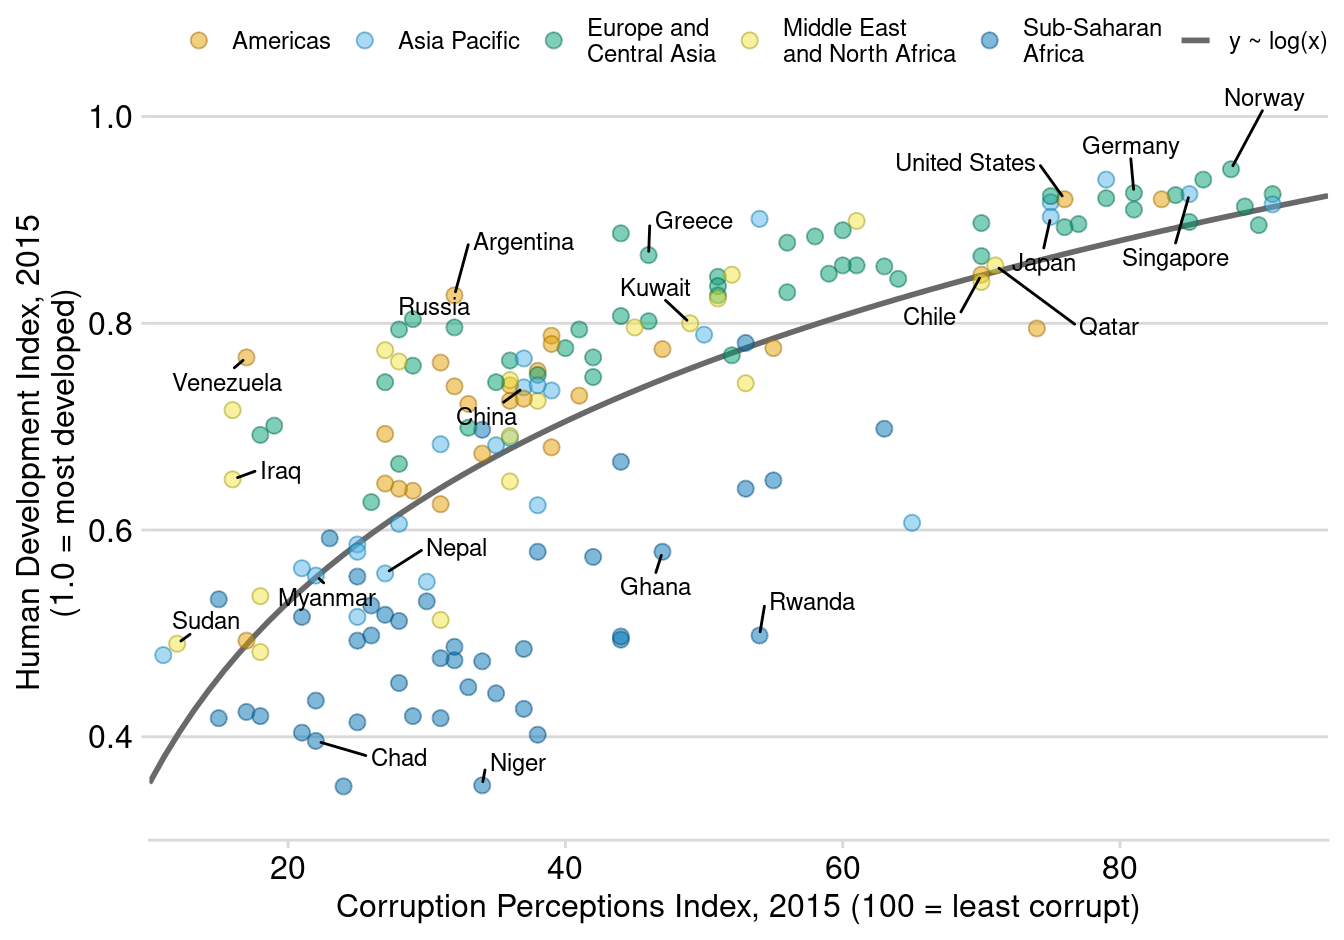 Americas
Asia Pacific
Europe and
Central Asia
Middle East
and North Africa
Sub-Saharan
Africa
y ~ log(x)
Human Development Index, 2015
(1.0 = most developed)
1.0
0.8
0.6
0.4
Norway
Germany
United States
Greece
Argentina
Japan
Singapore
Kuwait
Russia
Chile
Qatar
Venezuela
China
Iraq
Nepal
Ghana
Myanmar
Rwanda
Sudan
Chad
Niger
20
40
60
80
Corruption Perceptions Index, 2015 (100 = least corrupt)